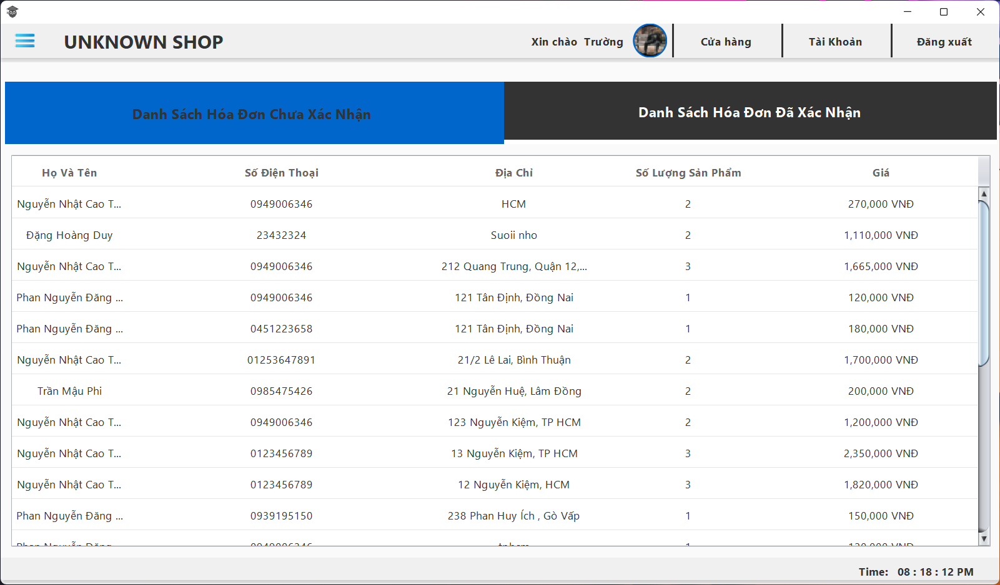 UNKNOWN SHOP
Xin chào Trường
Cửa hàng
Tài Khoản
Đăng xuất
Danh Sách Hóa Đơn Chưa Xác Nhận
Danh Sách Hóa Đơn Đã Xác Nhận
Họ Và Tên Số Điện Thoại Địa Chỉ Số Lượng Sản Phẩm Giá
Nguyễn Nhật Cao T... 0949006346 HCM 2 270,000 VNĐ
Đặng Hoàng Duy 23432324 Suoii nho 2 1,110,000 VNĐ
Nguyễn Nhật Cao T... 0949006346 212 Quang Trung, Quận 12,... 3 1,665,000 VNĐ
Phan Nguyễn Đăng ... 0949006346 121 Tân Định, Đồng Nai 1 120,000 VNĐ
Phan Nguyễn Đăng ... 0451223658 121 Tân Định, Đồng Nai 1 180,000 VNĐ
Nguyễn Nhật Cao T... 01253647891 21/2 Lê Lai, Bình Thuận 2 1,700,000 VNĐ
Trần Mậu Phi 0985475426 21 Nguyễn Huệ, Lâm Đồng 2 200,000 VNĐ
Nguyễn Nhật Cao T... 0949006346 123 Nguyễn Kiệm, TP HCM 2 1,200,000 VNĐ
Nguyễn Nhật Cao T... 0123456789 13 Nguyễn Kiệm, TP HCM 3 2,350,000 VNĐ
Nguyễn Nhật Cao T... 0123456789 12 Nguyễn Kiệm, HCM 3 1,820,000 VNĐ
Phan Nguyễn Đăng ... 0939195150 238 Phan Huy Ích , Gò Vấp 1 150,000 VNĐ
Time: 08 : 18 : 12 PM